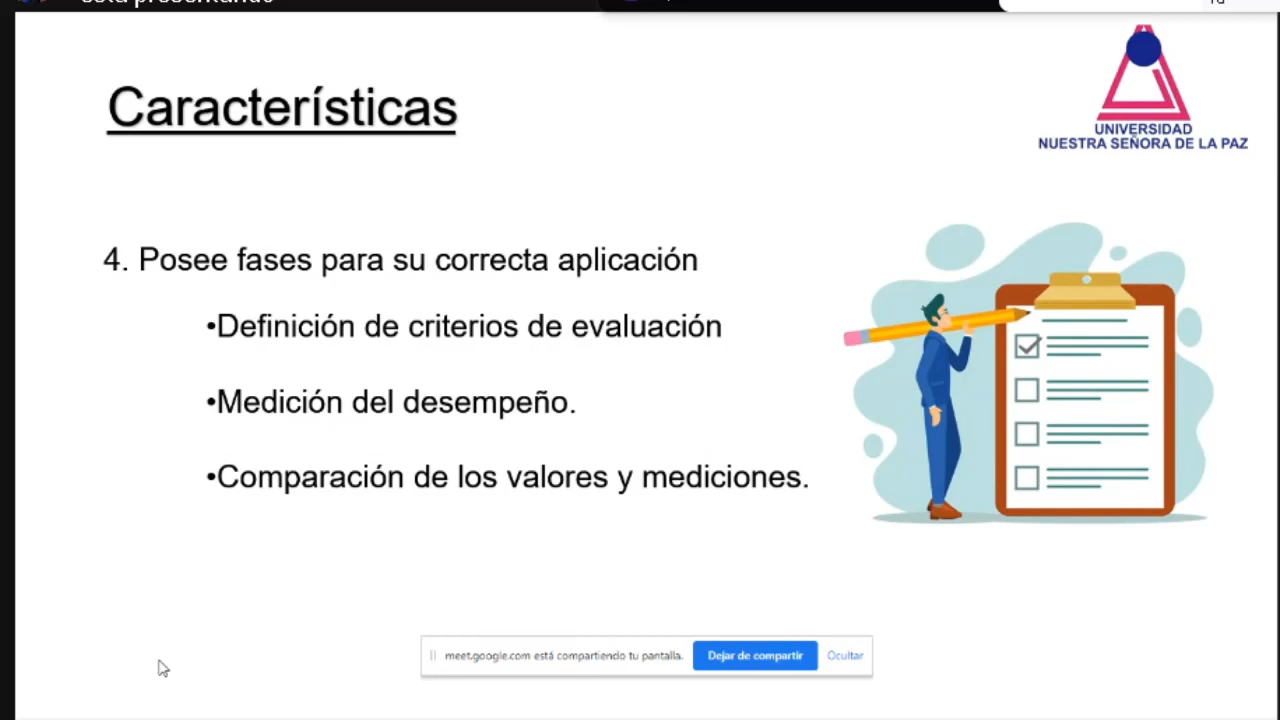 está presentando
Características
UNIVERSIDAD
NUESTRA SEÑORA DE LA PAZ
4. Posee fases para su correcta aplicación
•Definición de criterios de evaluación
•Medición del desempeño.
•Comparación de los valores y mediciones.
meet.google.com está compartiendo tu pantalla. Dejar de compartir Ocultar